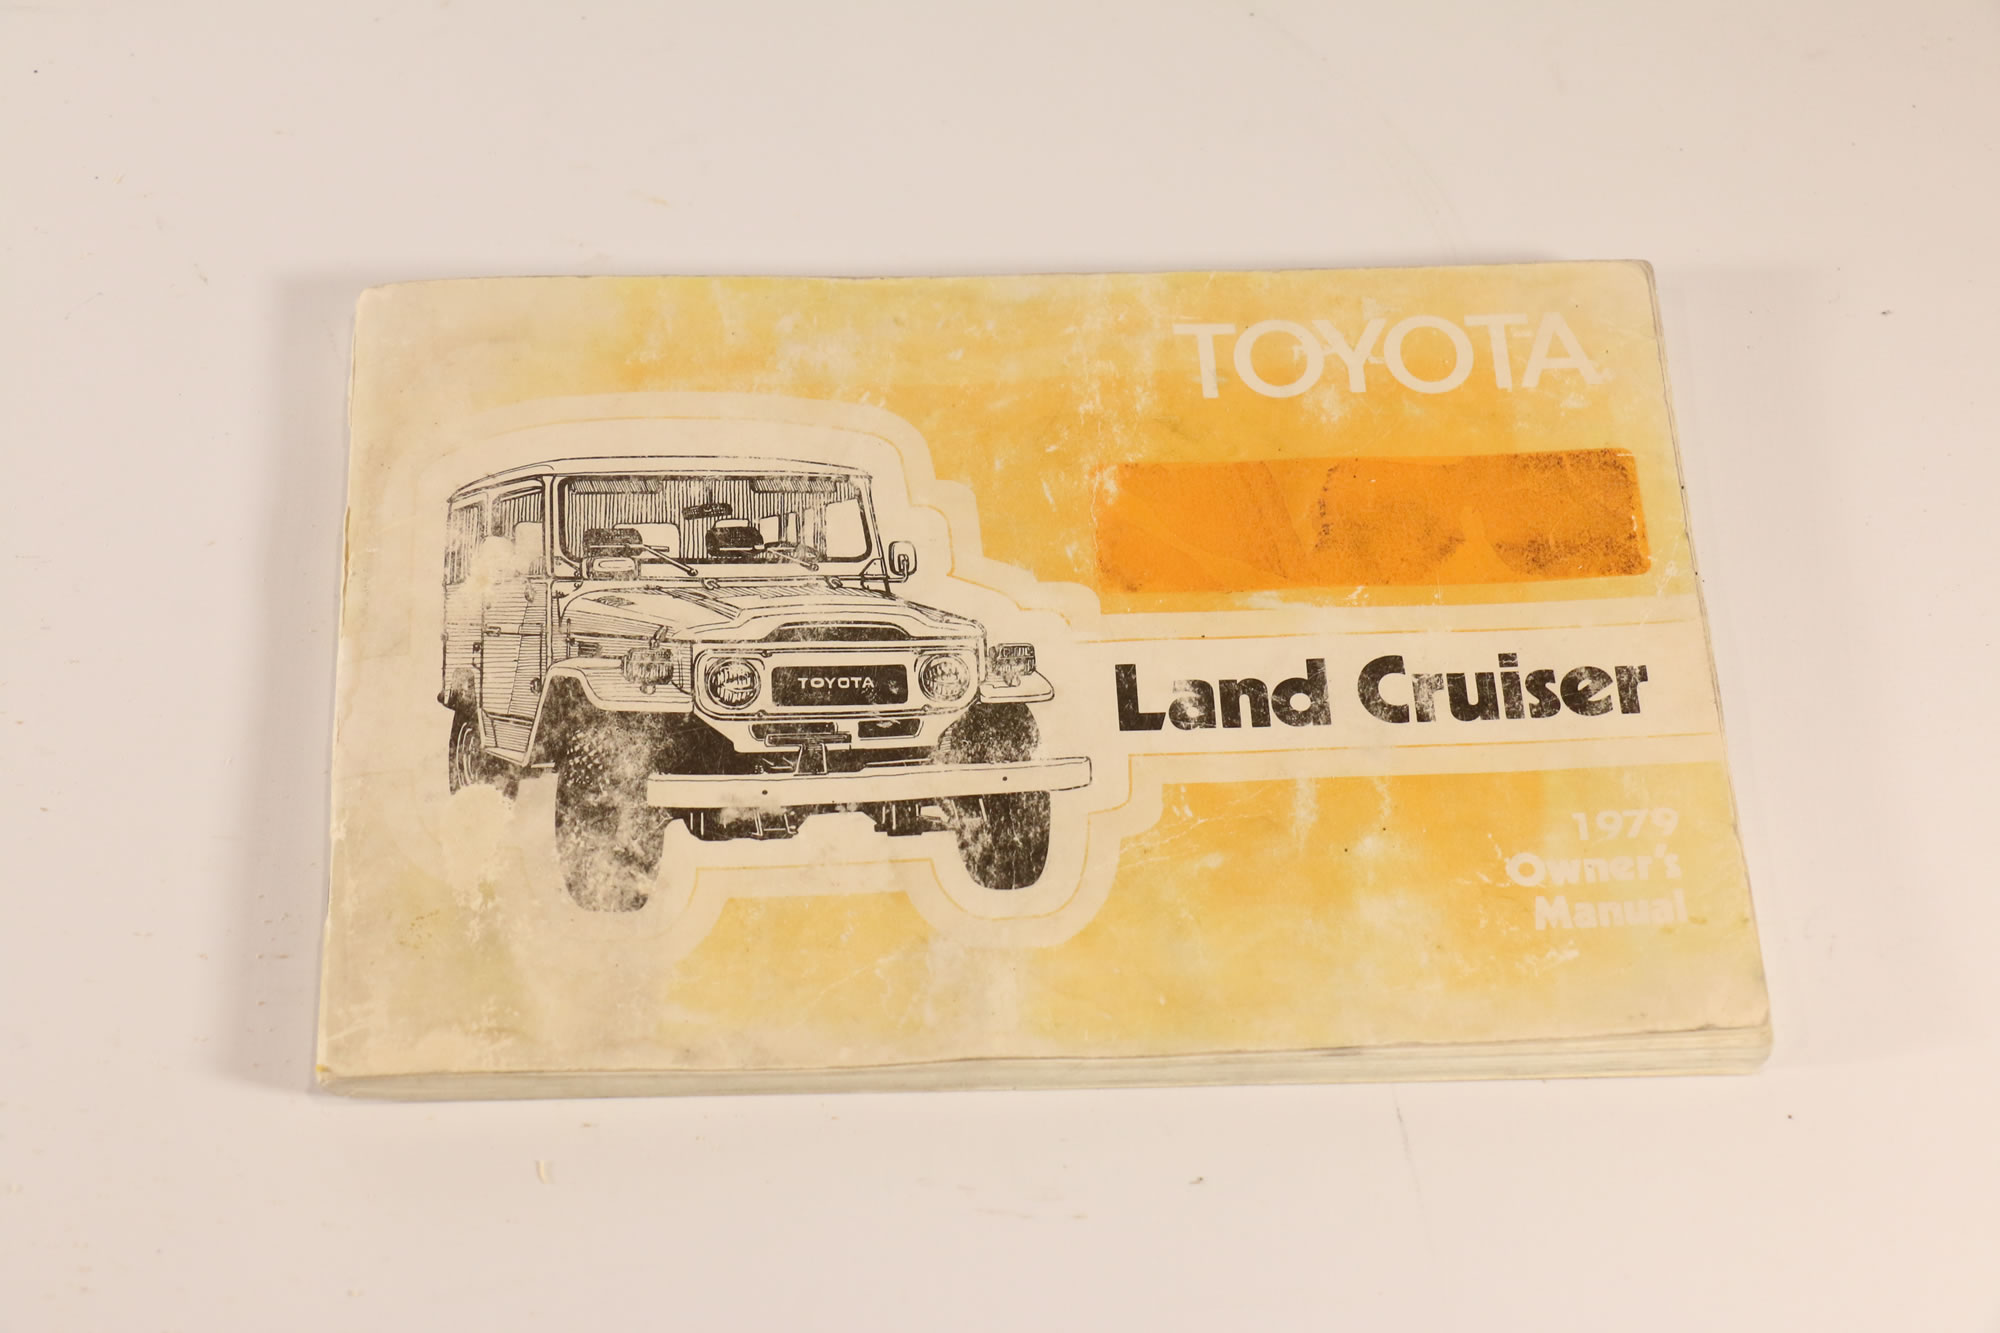 TOYOTA
TOYOTA
Land Cruiser
1979
Owner's
Manual